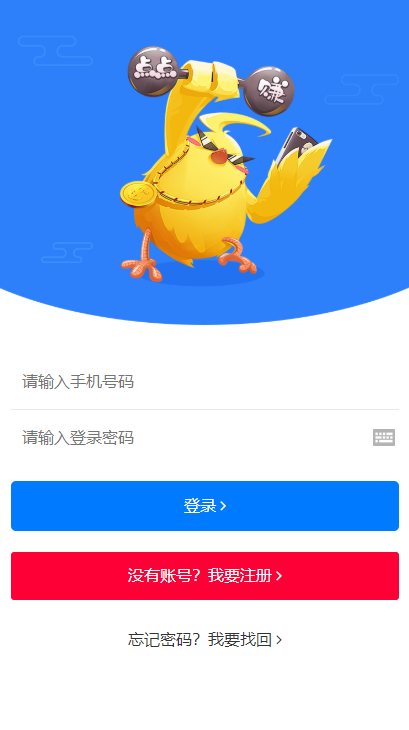 点点
赚
请输入手机号码
请输入登录密码
登录 >
没有账号？我要注册 >
忘记密码？我要找回 >